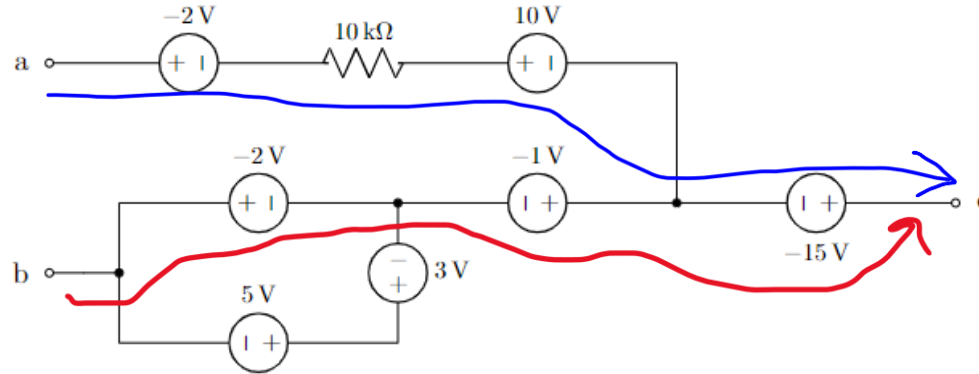 −2 V
10 kΩ
10 V
a
+ ı
+ ı
−2 V
−1 V
+ ı
ı +
ı +
−15 V
b
−
+
3 V
5 V
ı +